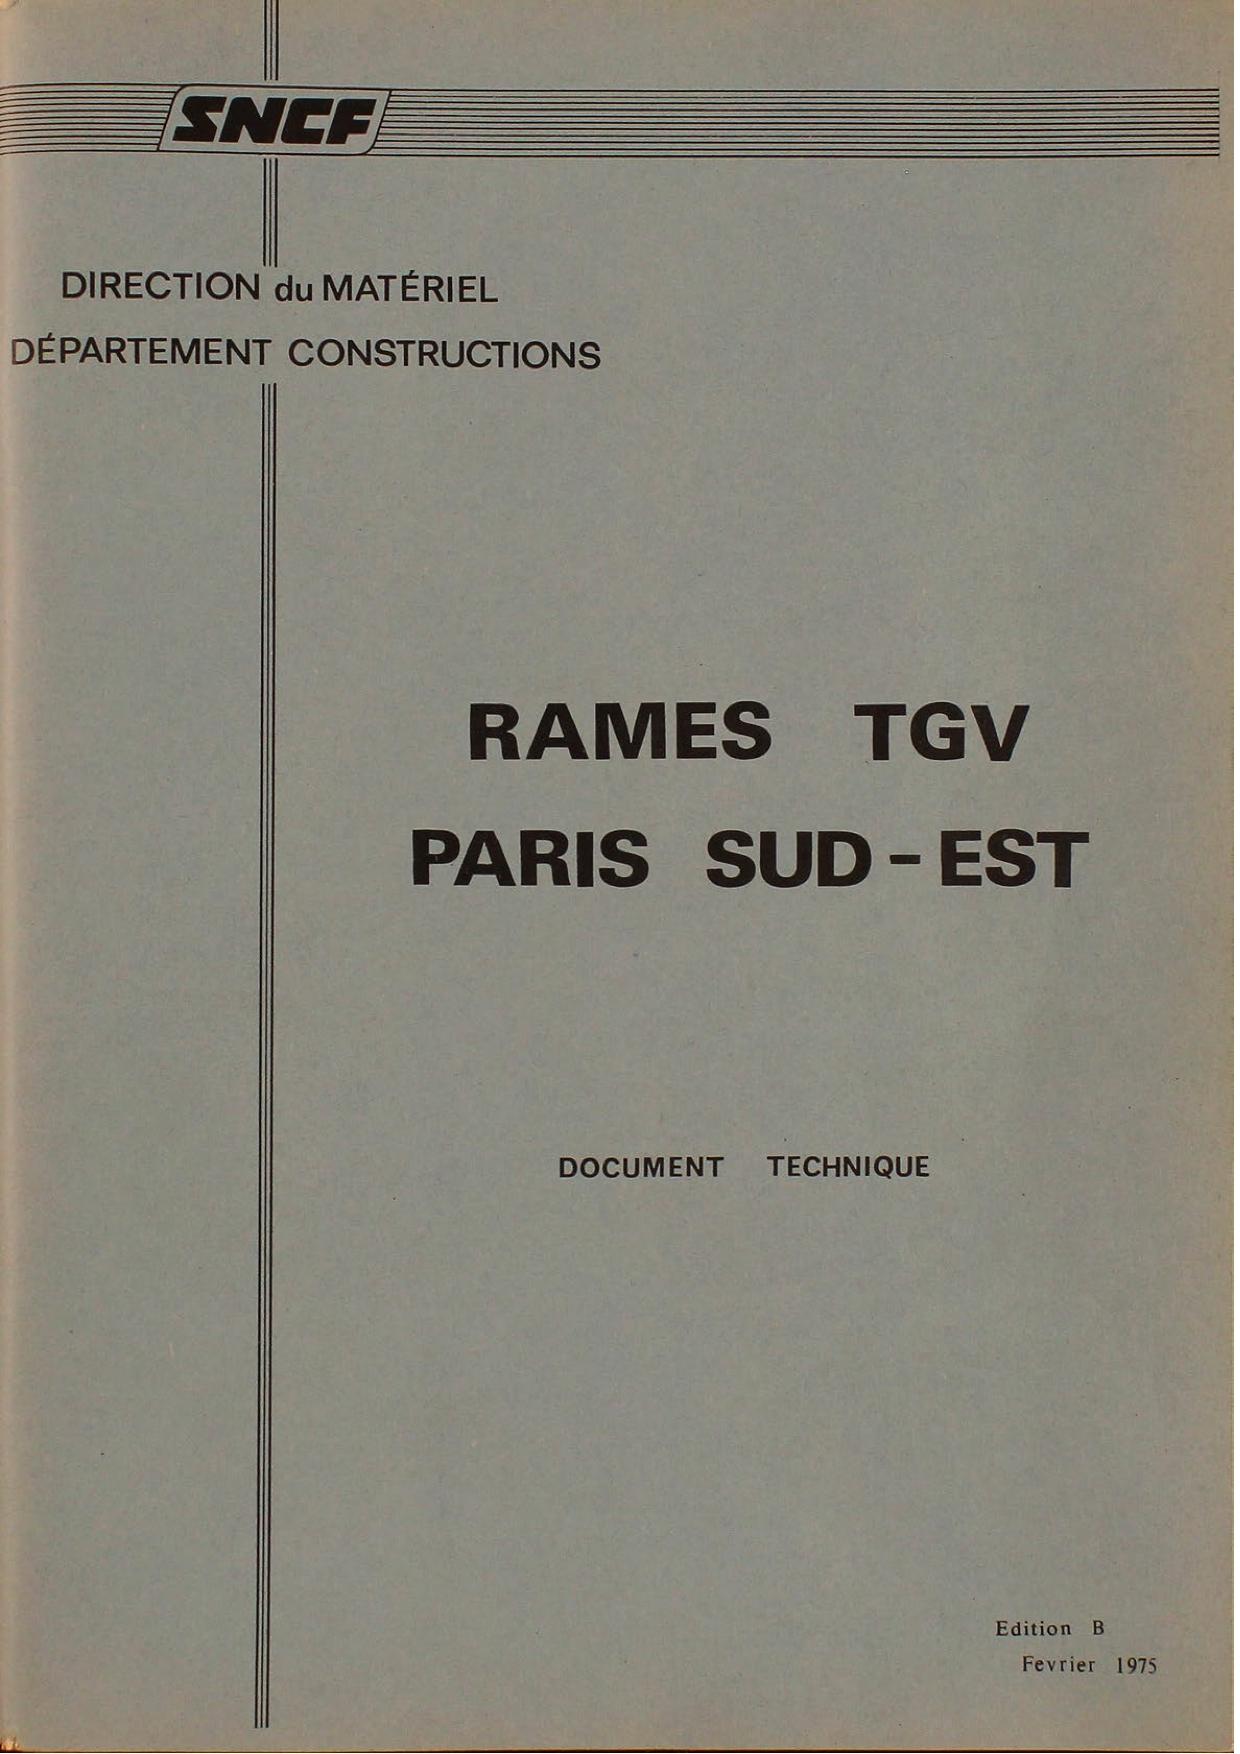 SNCF
DIRECTION du MATÉRIEL
DÉPARTEMENT CONSTRUCTIONS
RAMES TGV
PARIS SUD-EST
DOCUMENT TECHNIQUE
Edition B
Fevrier 1975